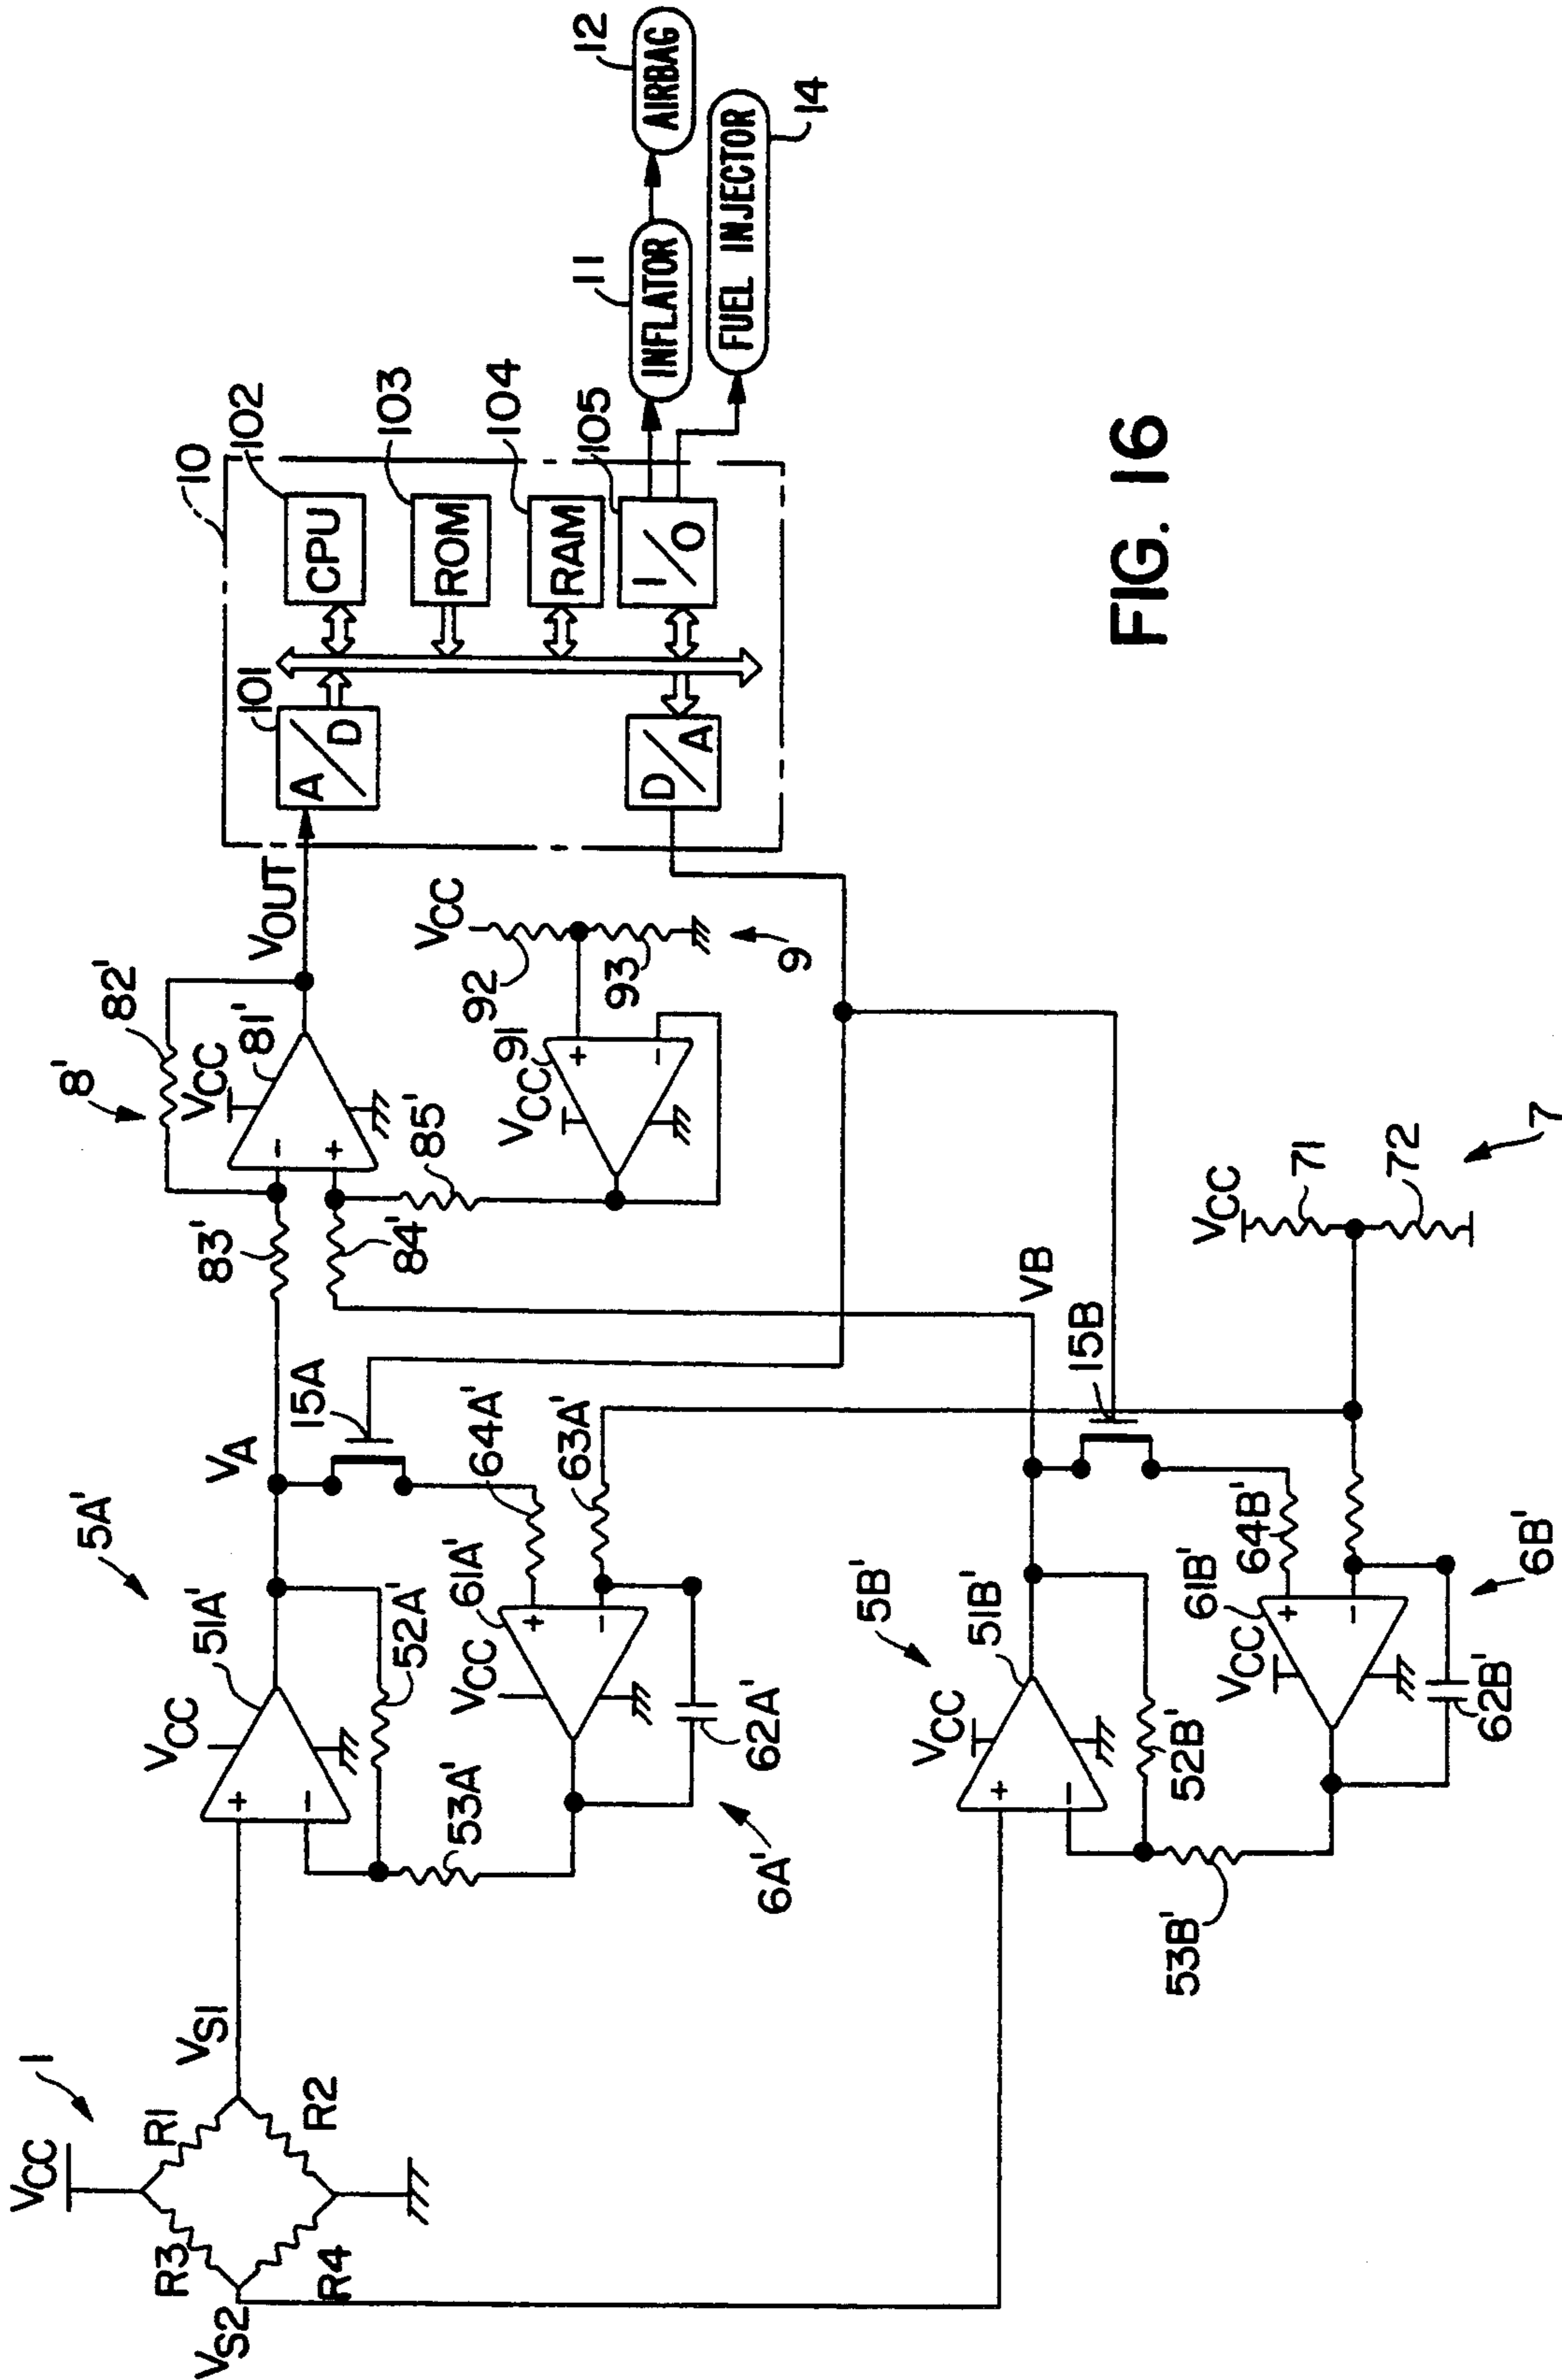 1
VCC
R1
R3
R2
R4
VS1
VS2
5A'
VCC
51A'
52A'
53A'
+
-
VA
15A
64A'
63A'
61A'
VCC
+
-
62A'
6A'
8'
82'
VCC
81'
83'
-
+
84'
85'
VOUT
VCC
92
93
9
91
VCC
+
-
10
101
A/D
102
CPU
103
ROM
104
RAM
105
I/O
D/A
11
INFLATOR
12
AIRBAG
FUEL INJECTOR
14
5B'
VCC
51B'
+
-
52B'
53B'
VB
15B
64B'
61B'
VCC
+
-
62B'
6B'
VCC
71
72
7
FIG. 16